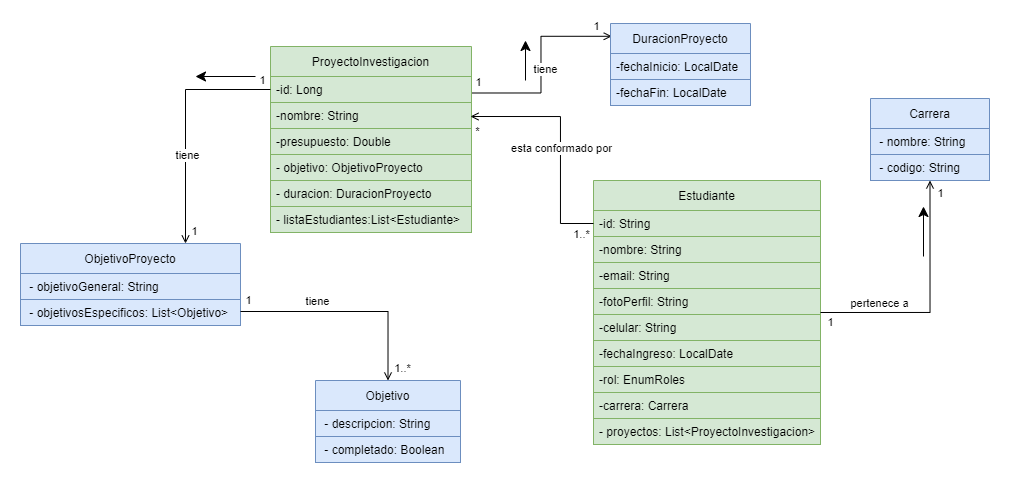 ProyectoInvestigacion
-id: Long
-nombre: String
-presupuesto: Double
- objetivo: ObjetivoProyecto
- duracion: DuracionProyecto
- listaEstudiantes:List<Estudiante>
1
tiene
1
1
tiene
1
DuracionProyecto
-fechaInicio: LocalDate
-fechaFin: LocalDate
*
esta conformado por
1..*
Carrera
- nombre: String
- codigo: String
1
pertenece a
1
Estudiante
-id: String
-nombre: String
-email: String
-fotoPerfil: String
-celular: String
-fechaIngreso: LocalDate
-rol: EnumRoles
-carrera: Carrera
- proyectos: List<ProyectoInvestigacion>
ObjetivoProyecto
- objetivoGeneral: String
- objetivosEspecificos: List<Objetivo>
1
tiene
1..*
Objetivo
- descripcion: String
- completado: Boolean